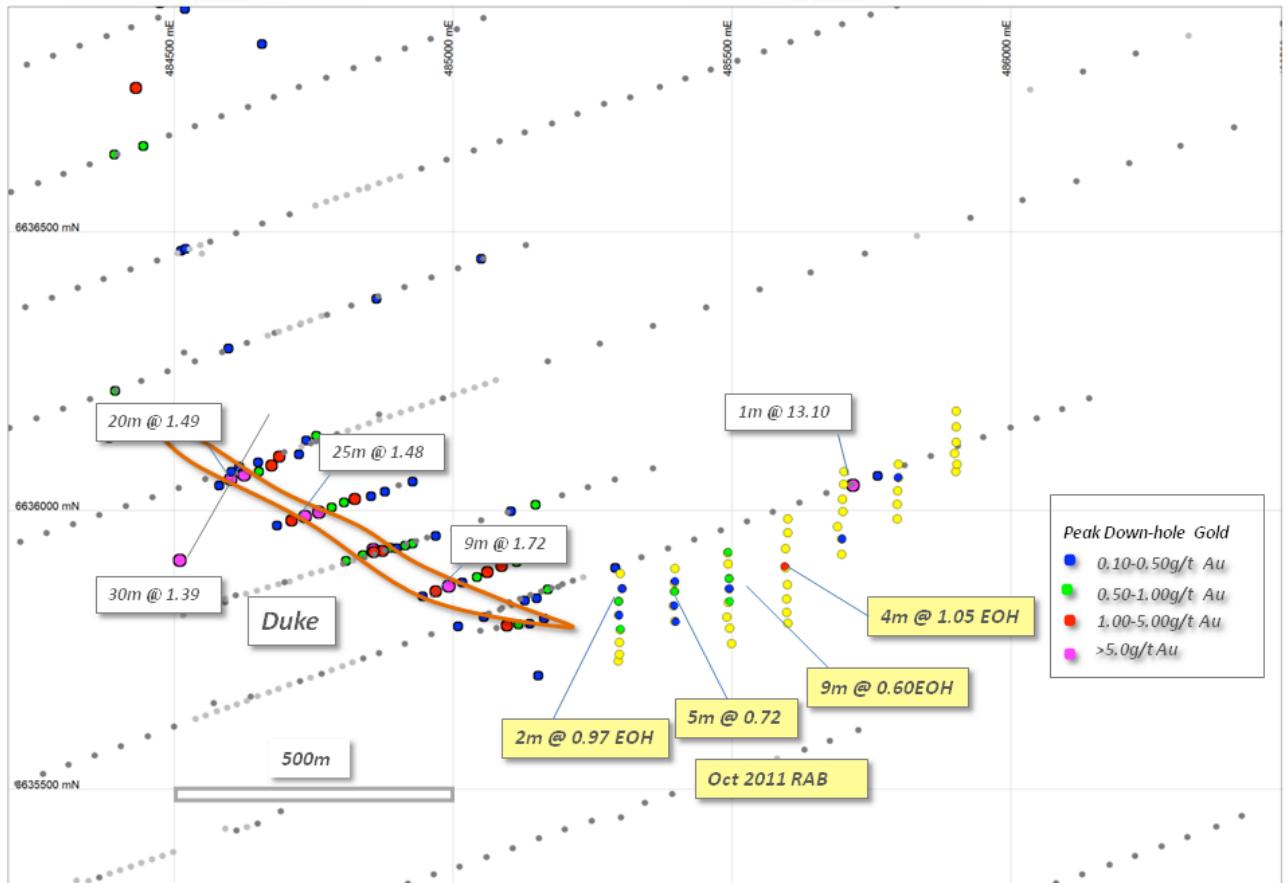 484500 mE
485000 mE
485500 mE
486000 mE
6636500 mN
20m @ 1.49
25m @ 1.48
1m @ 13.10
6636000 mN
9m @ 1.72
30m @ 1.39
Duke
4m @ 1.05 EOH
9m @ 0.60EOH
5m @ 0.72
2m @ 0.97 EOH
Oct 2011 RAB
500m
6635500 mN
Peak Down-hole Gold
0.10-0.50g/t Au
0.50-1.00g/t Au
1.00-5.00g/t Au
>5.0g/t Au